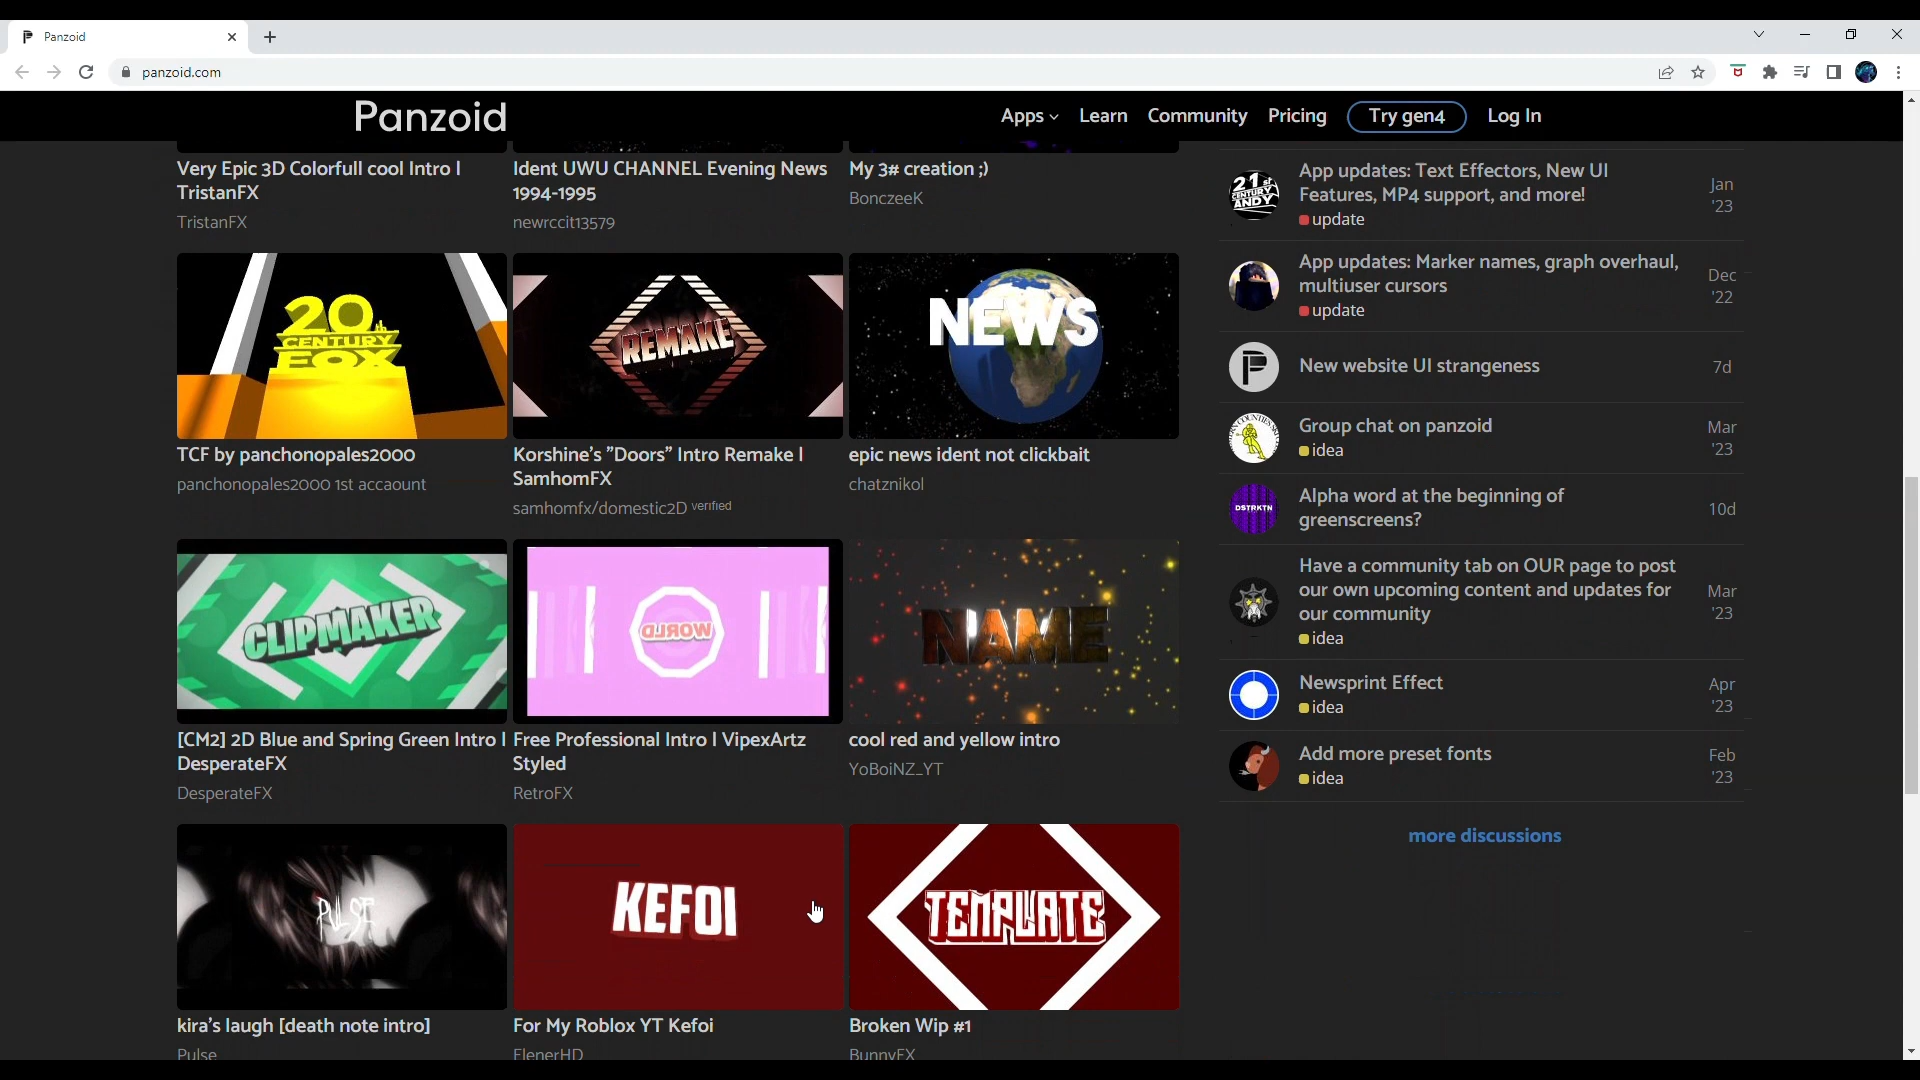 Panzoid
panzoid.com
Panzoid
Apps Learn Community Pricing Try gen4 Log In
Very Epic 3D Colorfull cool Intro |
TristanFX
TristanFX
Ident UWU CHANNEL Evening News
1994-1995
newrccit13579
My 3# creation ;)
BonczeeK
20th
CENTURY
FOX
TCF by panchonopales2000
panchonopales2000 1st accaount
REMAKE
Korshine's "Doors" Intro Remake |
SamhomFX
samhomfx/domestic2D verified
NEWS
epic news ident not clickbait
chatznikol
CLIPMAKER
[CM2] 2D Blue and Spring Green Intro |
DesperateFX
DesperateFX
WORLD
Free Professional Intro | VipexArtz
Styled
RetroFX
NAME
cool red and yellow intro
YoBoiNZ_YT
PULSE
kira's laugh [death note intro]
Pulse
KEFOI
For My Roblox YT Kefoi
ElenerHD
TEMPLATE
Broken Wip #1
BunnyFX
21st
CENTURY
ANDY
App updates: Text Effectors, New UI
Features, MP4 support, and more!
update
Jan
'23
App updates: Marker names, graph overhaul,
multiuser cursors
update
Dec
'22
New website UI strangeness
7d
Group chat on panzoid
idea
Mar
'23
DSTRKTN
Alpha word at the beginning of
greenscreens?
10d
Have a community tab on OUR page to post
our own upcoming content and updates for
our community
idea
Mar
'23
Newsprint Effect
idea
Apr
'23
Add more preset fonts
idea
Feb
'23
more discussions